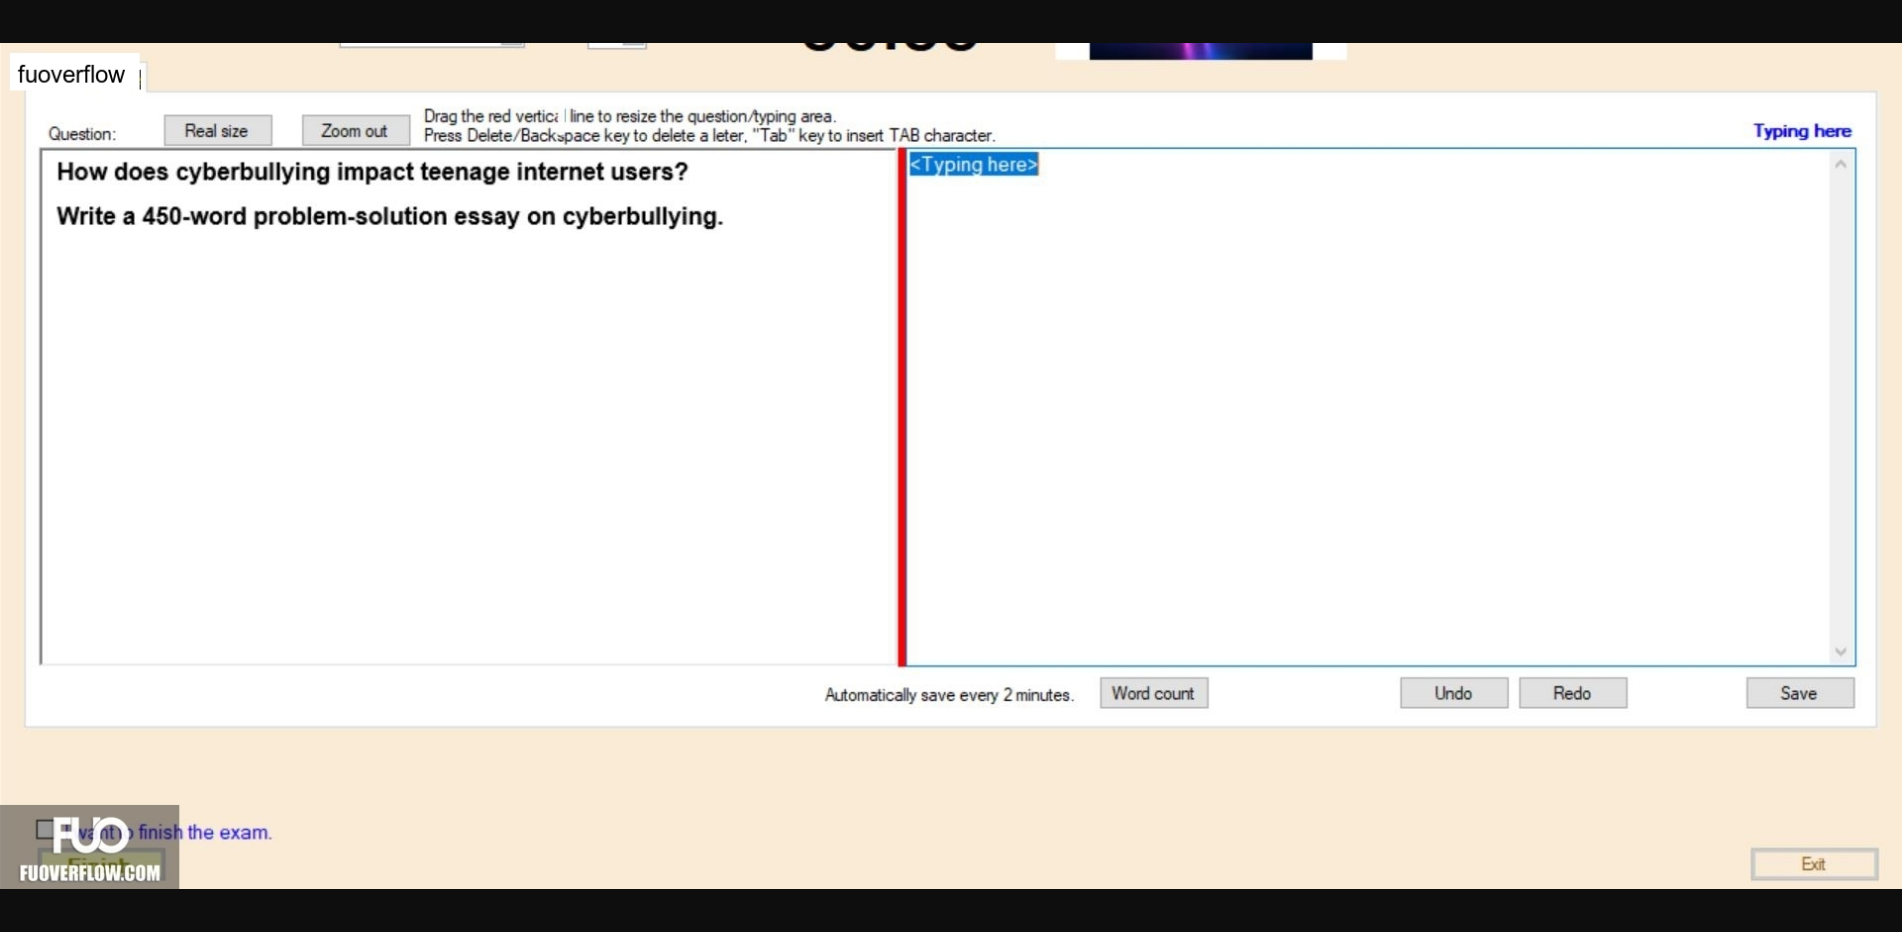 fuoverflow
Question:
Real size
Zoom out
Drag the red vertical line to resize the question/typing area.
Press Delete/Backspace key to delete a leter, "Tab" key to insert TAB character.
Typing here
How does cyberbullying impact teenage internet users?
Write a 450-word problem-solution essay on cyberbullying.
<Typing here>
Automatically save every 2 minutes.
Word count
Undo
Redo
Save
want to finish the exam.
FUO
FUOVERFLOW.COM
Exit